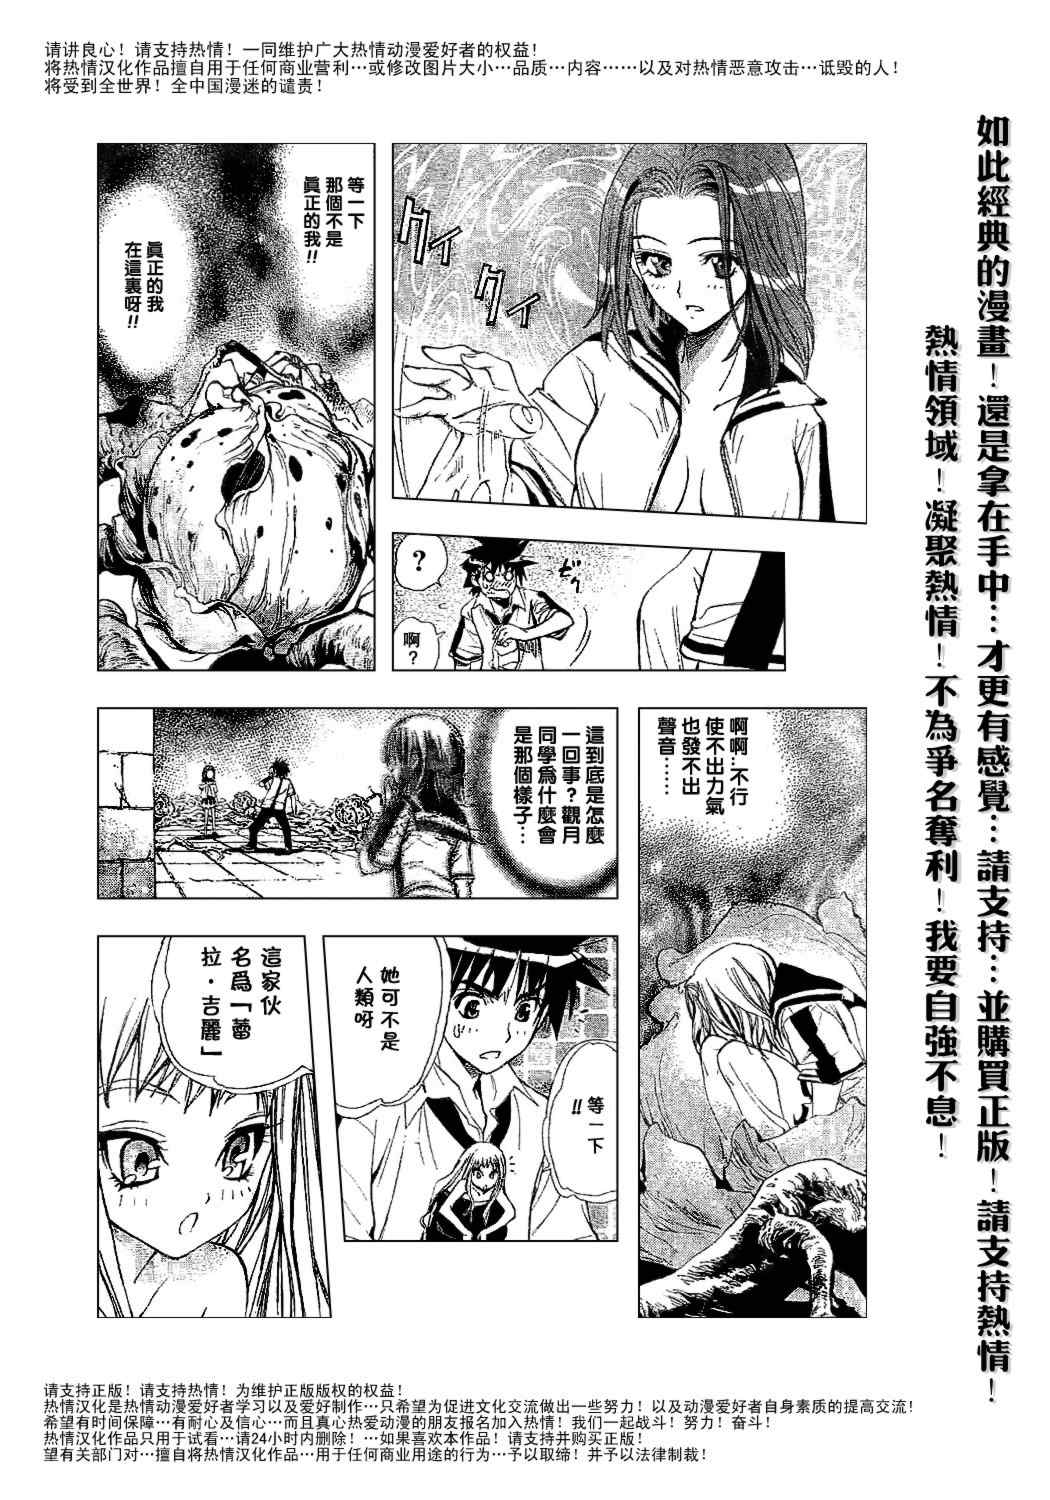 请讲良心！请支持热情！一同维护广大热情动漫爱好者的权益！
将热情汉化作品擅自用于任何商业营利…或修改图片大小…品质…内容……以及对热情恶意攻击…诋毁的人！
将受到全世界！全中国漫迷的谴责！
如此經典的漫畫！還是拿在手中…才更有感覺…請支持…並購買正版！請支持熱情！
熱情領域！凝聚熱情！不為爭名奪利！我要自強不息！
グイ
グイ
等一下
那個不是
眞正的我!!
眞正的我
在這裏呀!!
ビク
？
啊？
啊啊…不行
使不出力氣
也發不出
聲音……
這到底是怎麼
一回事？觀月
同學為什麼會
是那個樣子…
等一下!!
她可不是
人類呀
這家伙
名爲「蕾
拉·吉麗」
请支持正版！请支持热情！为维护正版版权的权益！
热情汉化是热情动漫爱好者学习以及爱好制作…只希望为促进文化交流做出一些努力！以及动漫爱好者自身素质的提高交流！
希望有时间保障…有耐心及信心…而且真心热爱动漫的朋友报名加入热情！我们一起战斗！努力！奋斗！
热情汉化作品只用于试看…请24小时内删除！…如果喜欢本作品！请支持并购买正版！
望有关部门对…擅自将热情汉化作品…用于任何商业用途的行为…予以取缔！并予以法律制裁！